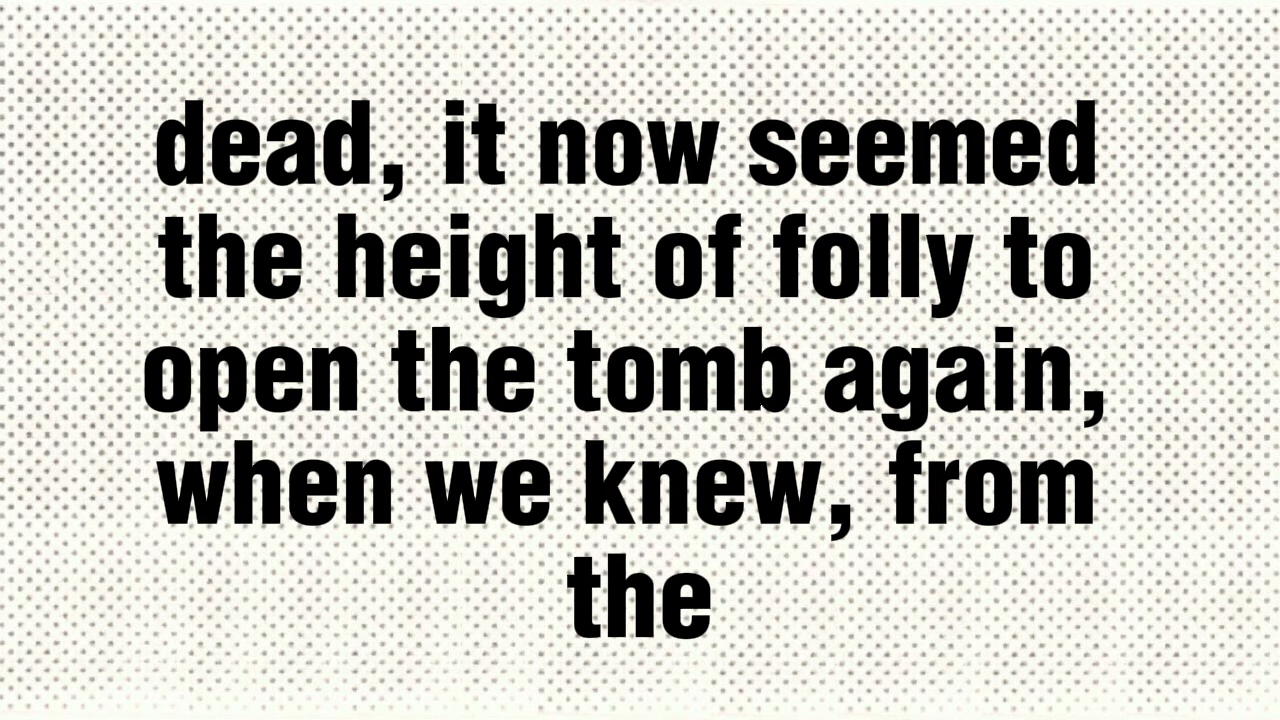 dead, it now seemed
the height of folly to
open the tomb again,
when we knew, from
the